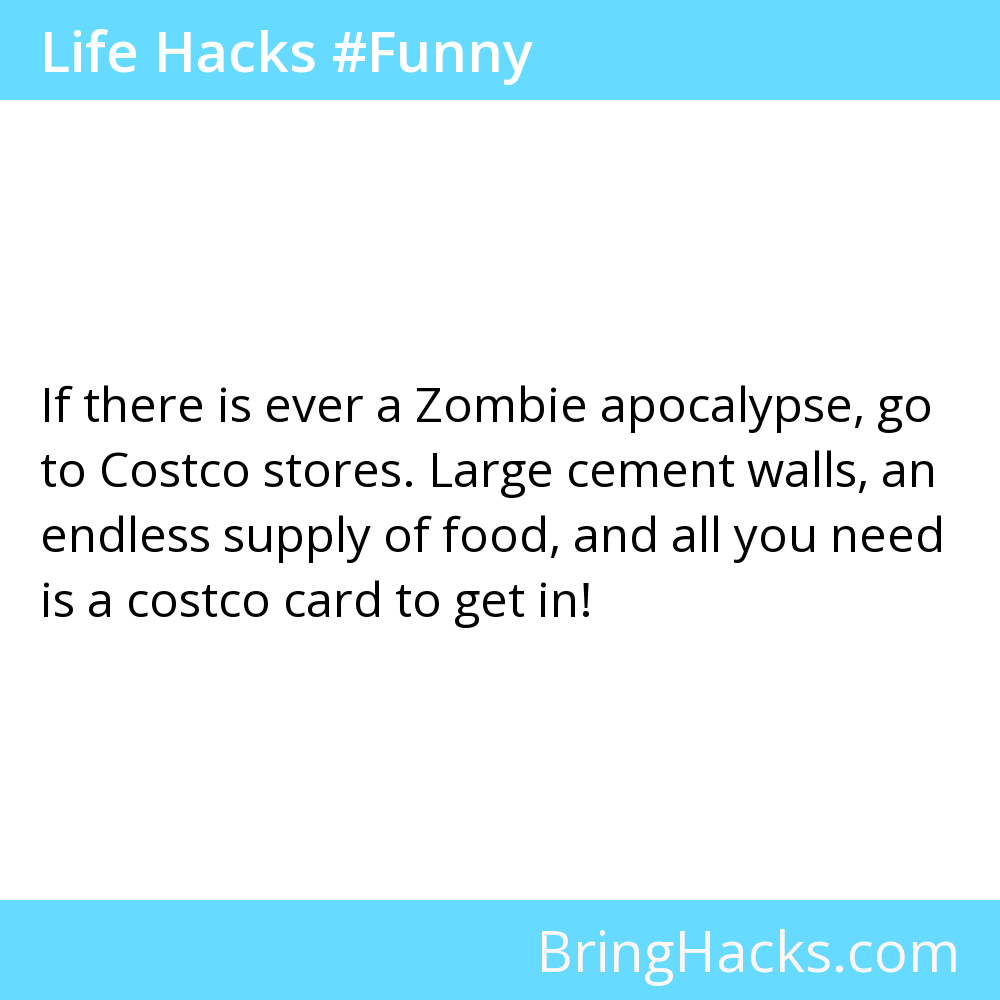 Life Hacks #Funny
If there is ever a Zombie apocalypse, go
to Costco stores. Large cement walls, an
endless supply of food, and all you need
is a costco card to get in!
BringHacks.com